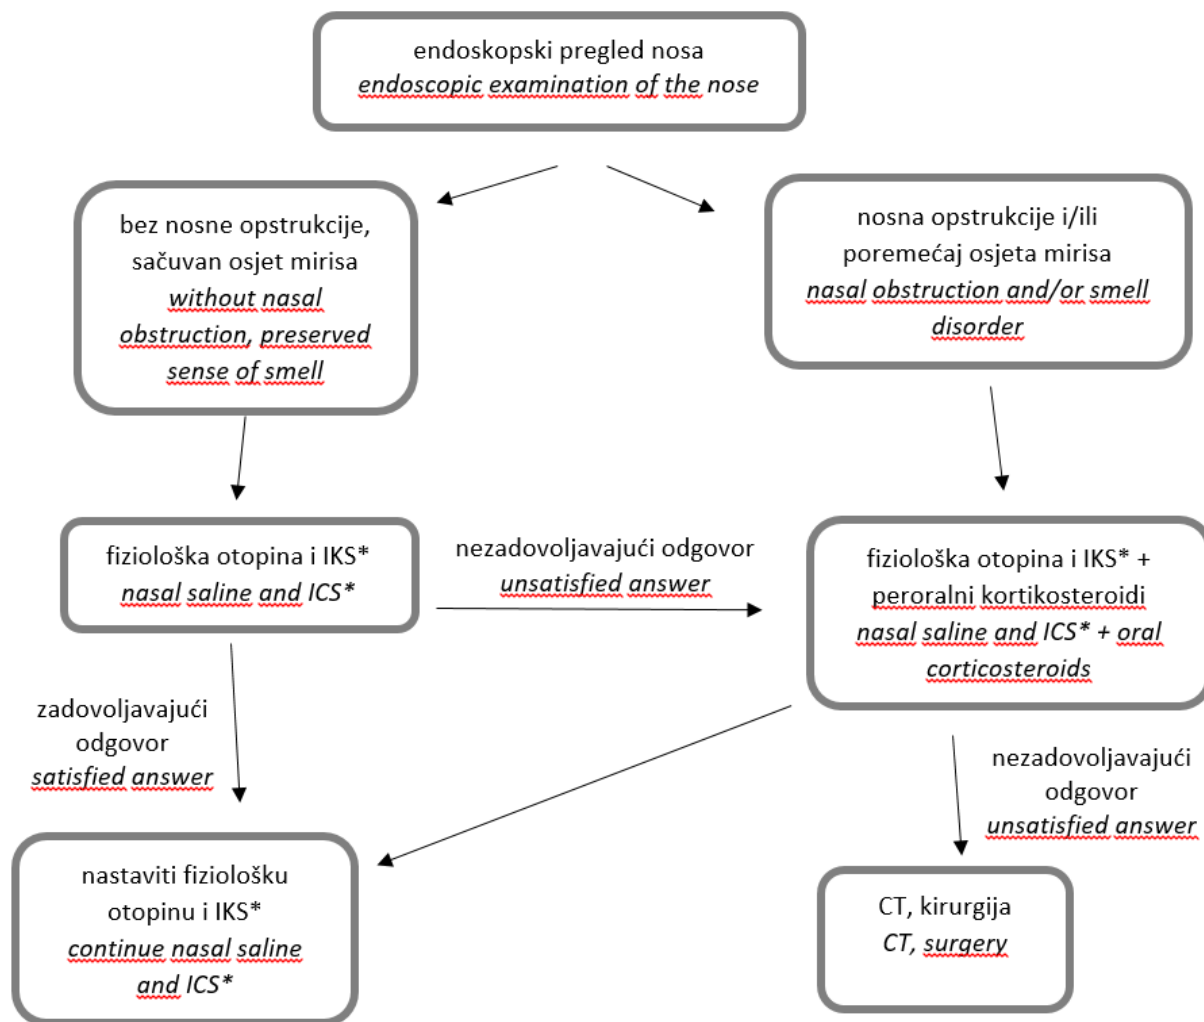 endoskopski pregled nosa
endoscopic examination of the nose
bez nosne opstrukcije,
sačuvan osjet mirisa
without nasal
obstruction, preserved
sense of smell
nosna opstrukcije i/ili
poremećaj osjeta mirisa
nasal obstruction and/or smell
disorder
fiziološka otopina i IKS*
nasal saline and ICS*
nezadovoljavajući odgovor
unsatisfied answer
fiziološka otopina i IKS* +
peroralni kortikosteroidi
nasal saline and ICS* + oral
corticosteroids
zadovoljavajući
odgovor
satisfied answer
nezadovoljavajući
odgovor
unsatisfied answer
nastaviti fiziološku
otopinu i IKS*
continue nasal saline
and ICS*
CT, kirurgija
CT, surgery